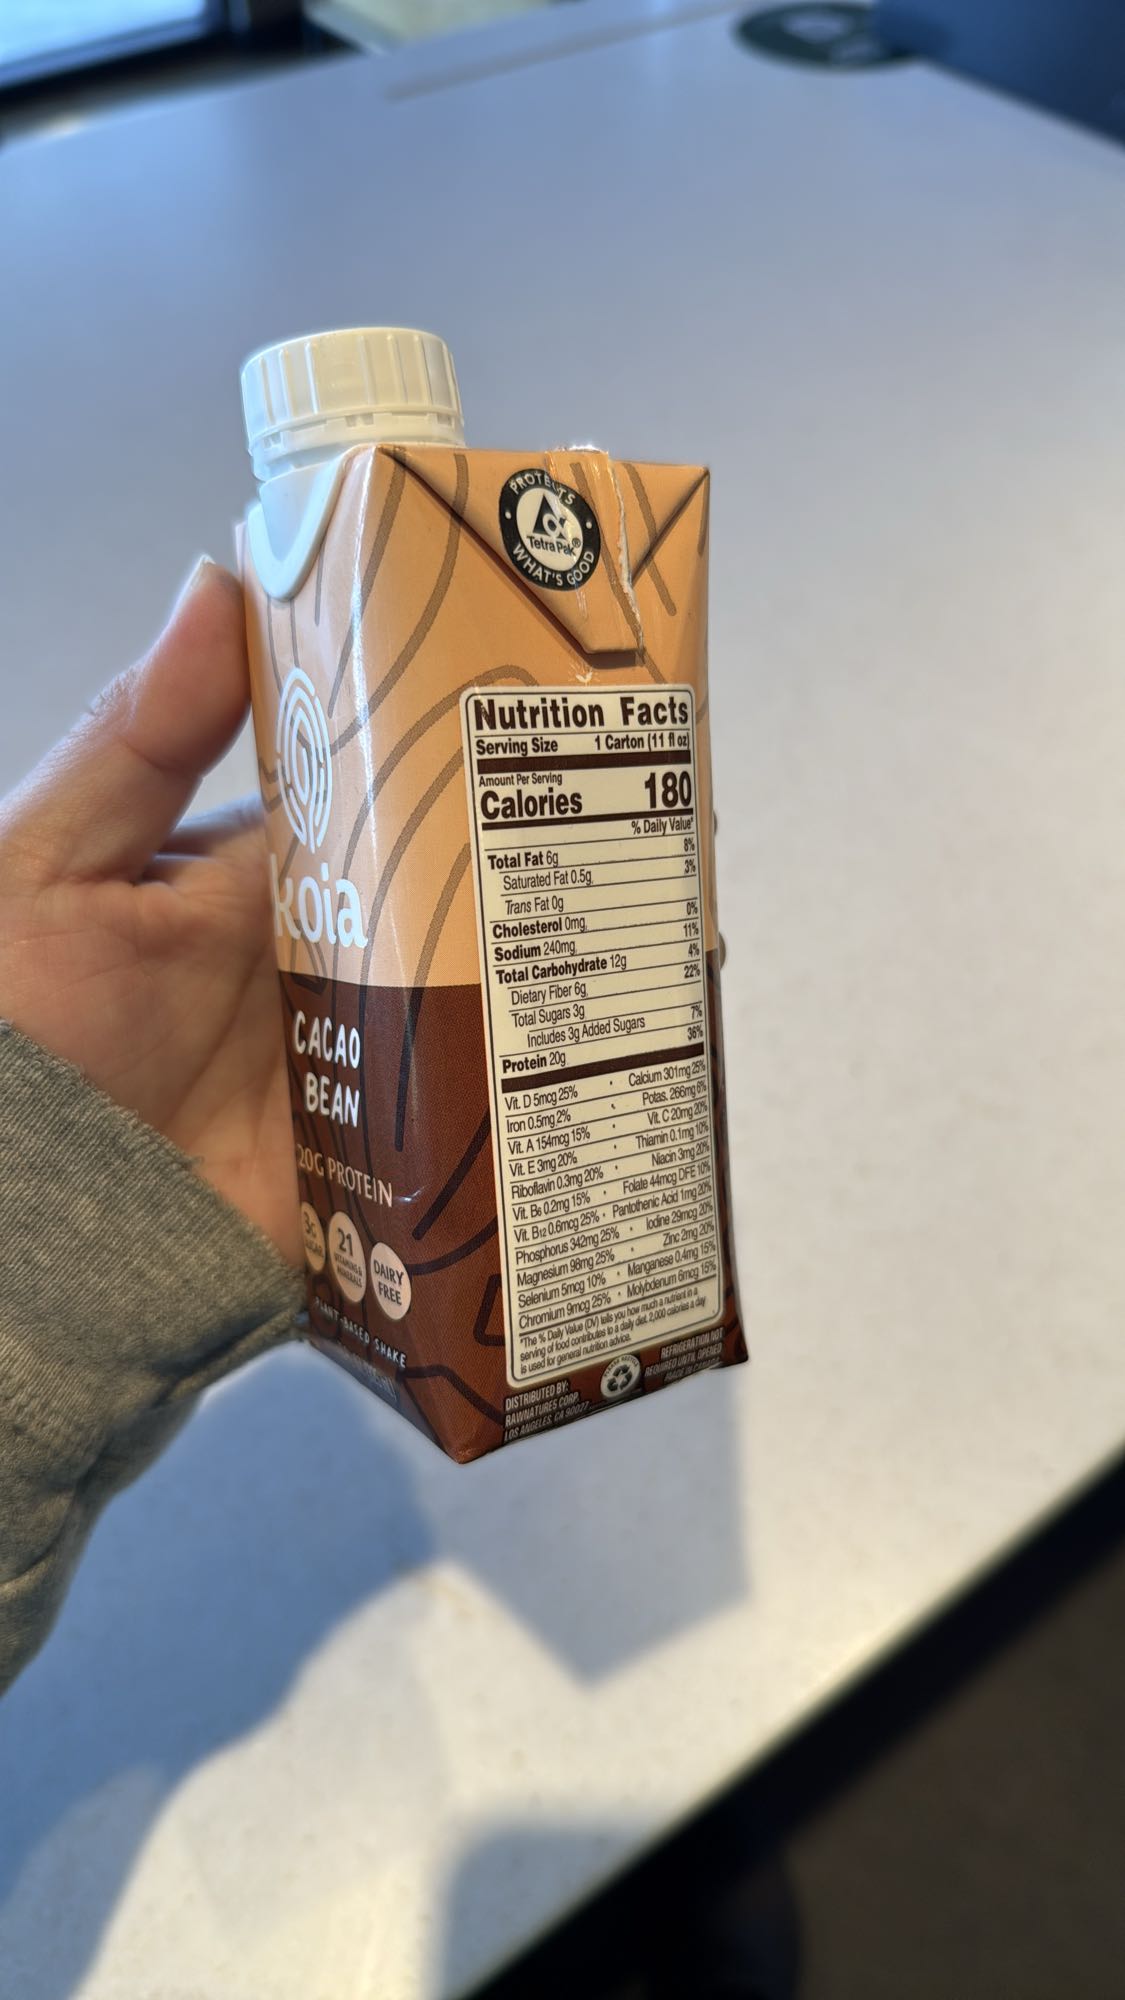 PROTECTS
Tetra Pak®
WHAT'S GOOD
koia
CACAO
BEAN
20G PROTEIN
3G
SUGAR
21
VITAMINS &
MINERALS
DAIRY
FREE
PLANT-BASED SHAKE
Nutrition Facts
Serving Size 1 Carton (11 fl oz)
Amount Per Serving
Calories 180
% Daily Value*
Total Fat 6g 8%
Saturated Fat 0.5g 3%
Trans Fat 0g
Cholesterol 0mg 0%
Sodium 240mg 11%
Total Carbohydrate 12g 4%
Dietary Fiber 6g 22%
Total Sugars 3g
Includes 3g Added Sugars 7%
Protein 20g 36%
Vit. D 5mcg 25% • Calcium 301mg 25%
Iron 0.5mg 2% • Potas. 266mg 6%
Vit. A 154mcg 15% • Vit. C 20mg 20%
Vit. E 3mg 20% • Thiamin 0.1mg 10%
Riboflavin 0.3mg 20% • Niacin 3mg 20%
Vit. B6 0.2mg 15% • Folate 44mcg DFE 10%
Vit. B12 0.6mcg 25% • Pantothenic Acid 1mg 20%
Phosphorus 342mg 25% • Iodine 29mcg 20%
Magnesium 98mg 25% • Zinc 2mg 20%
Selenium 5mcg 10% • Manganese 0.4mg 15%
Chromium 9mcg 25% • Molybdenum 6mcg 15%
*The % Daily Value (DV) tells you how much a nutrient in a
serving of food contributes to a daily diet. 2,000 calories a day
is used for general nutrition advice.
DISTRIBUTED BY:
RAWNATURE5 CORP.
LOS ANGELES, CA 90027
REFRIGERATION NOT
REQUIRED UNTIL OPENED
MADE IN CANADA